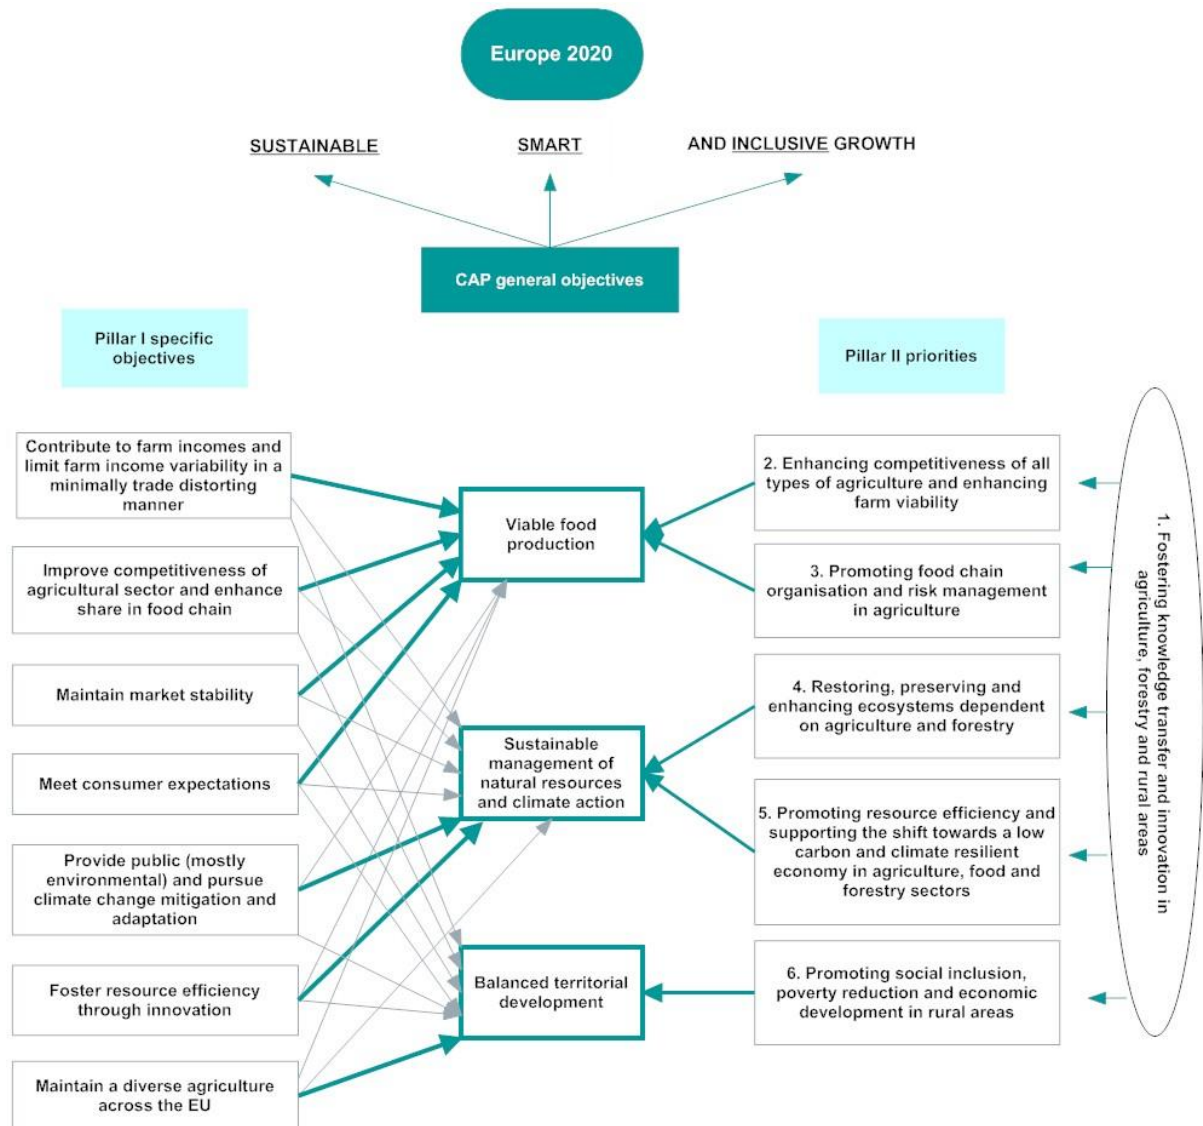 Europe 2020
SUSTAINABLE
SMART
AND INCLUSIVE GROWTH
CAP general objectives
Pillar I specific
objectives
Pillar II priorities
Contribute to farm incomes and
limit farm income variability in a
minimally trade distorting
manner
Improve competitiveness of
agricultural sector and enhance
share in food chain
Maintain market stability
Meet consumer expectations
Provide public (mostly
environmental) and pursue
climate change mitigation and
adaptation
Foster resource efficiency
through innovation
Maintain a diverse agriculture
across the EU
Viable food
production
Sustainable
management of
natural resources
and climate action
Balanced territorial
development
2. Enhancing competitiveness of all
types of agriculture and enhancing
farm viability
3. Promoting food chain
organisation and risk management
in agriculture
4. Restoring, preserving and
enhancing ecosystems dependent
on agriculture and forestry
5. Promoting resource efficiency and
supporting the shift towards a low
carbon and climate resilient
economy in agriculture, food and
forestry sectors
6. Promoting social inclusion,
poverty reduction and economic
development in rural areas
1. Fostering knowledge transfer and innovation in
agriculture, forestry and rural areas